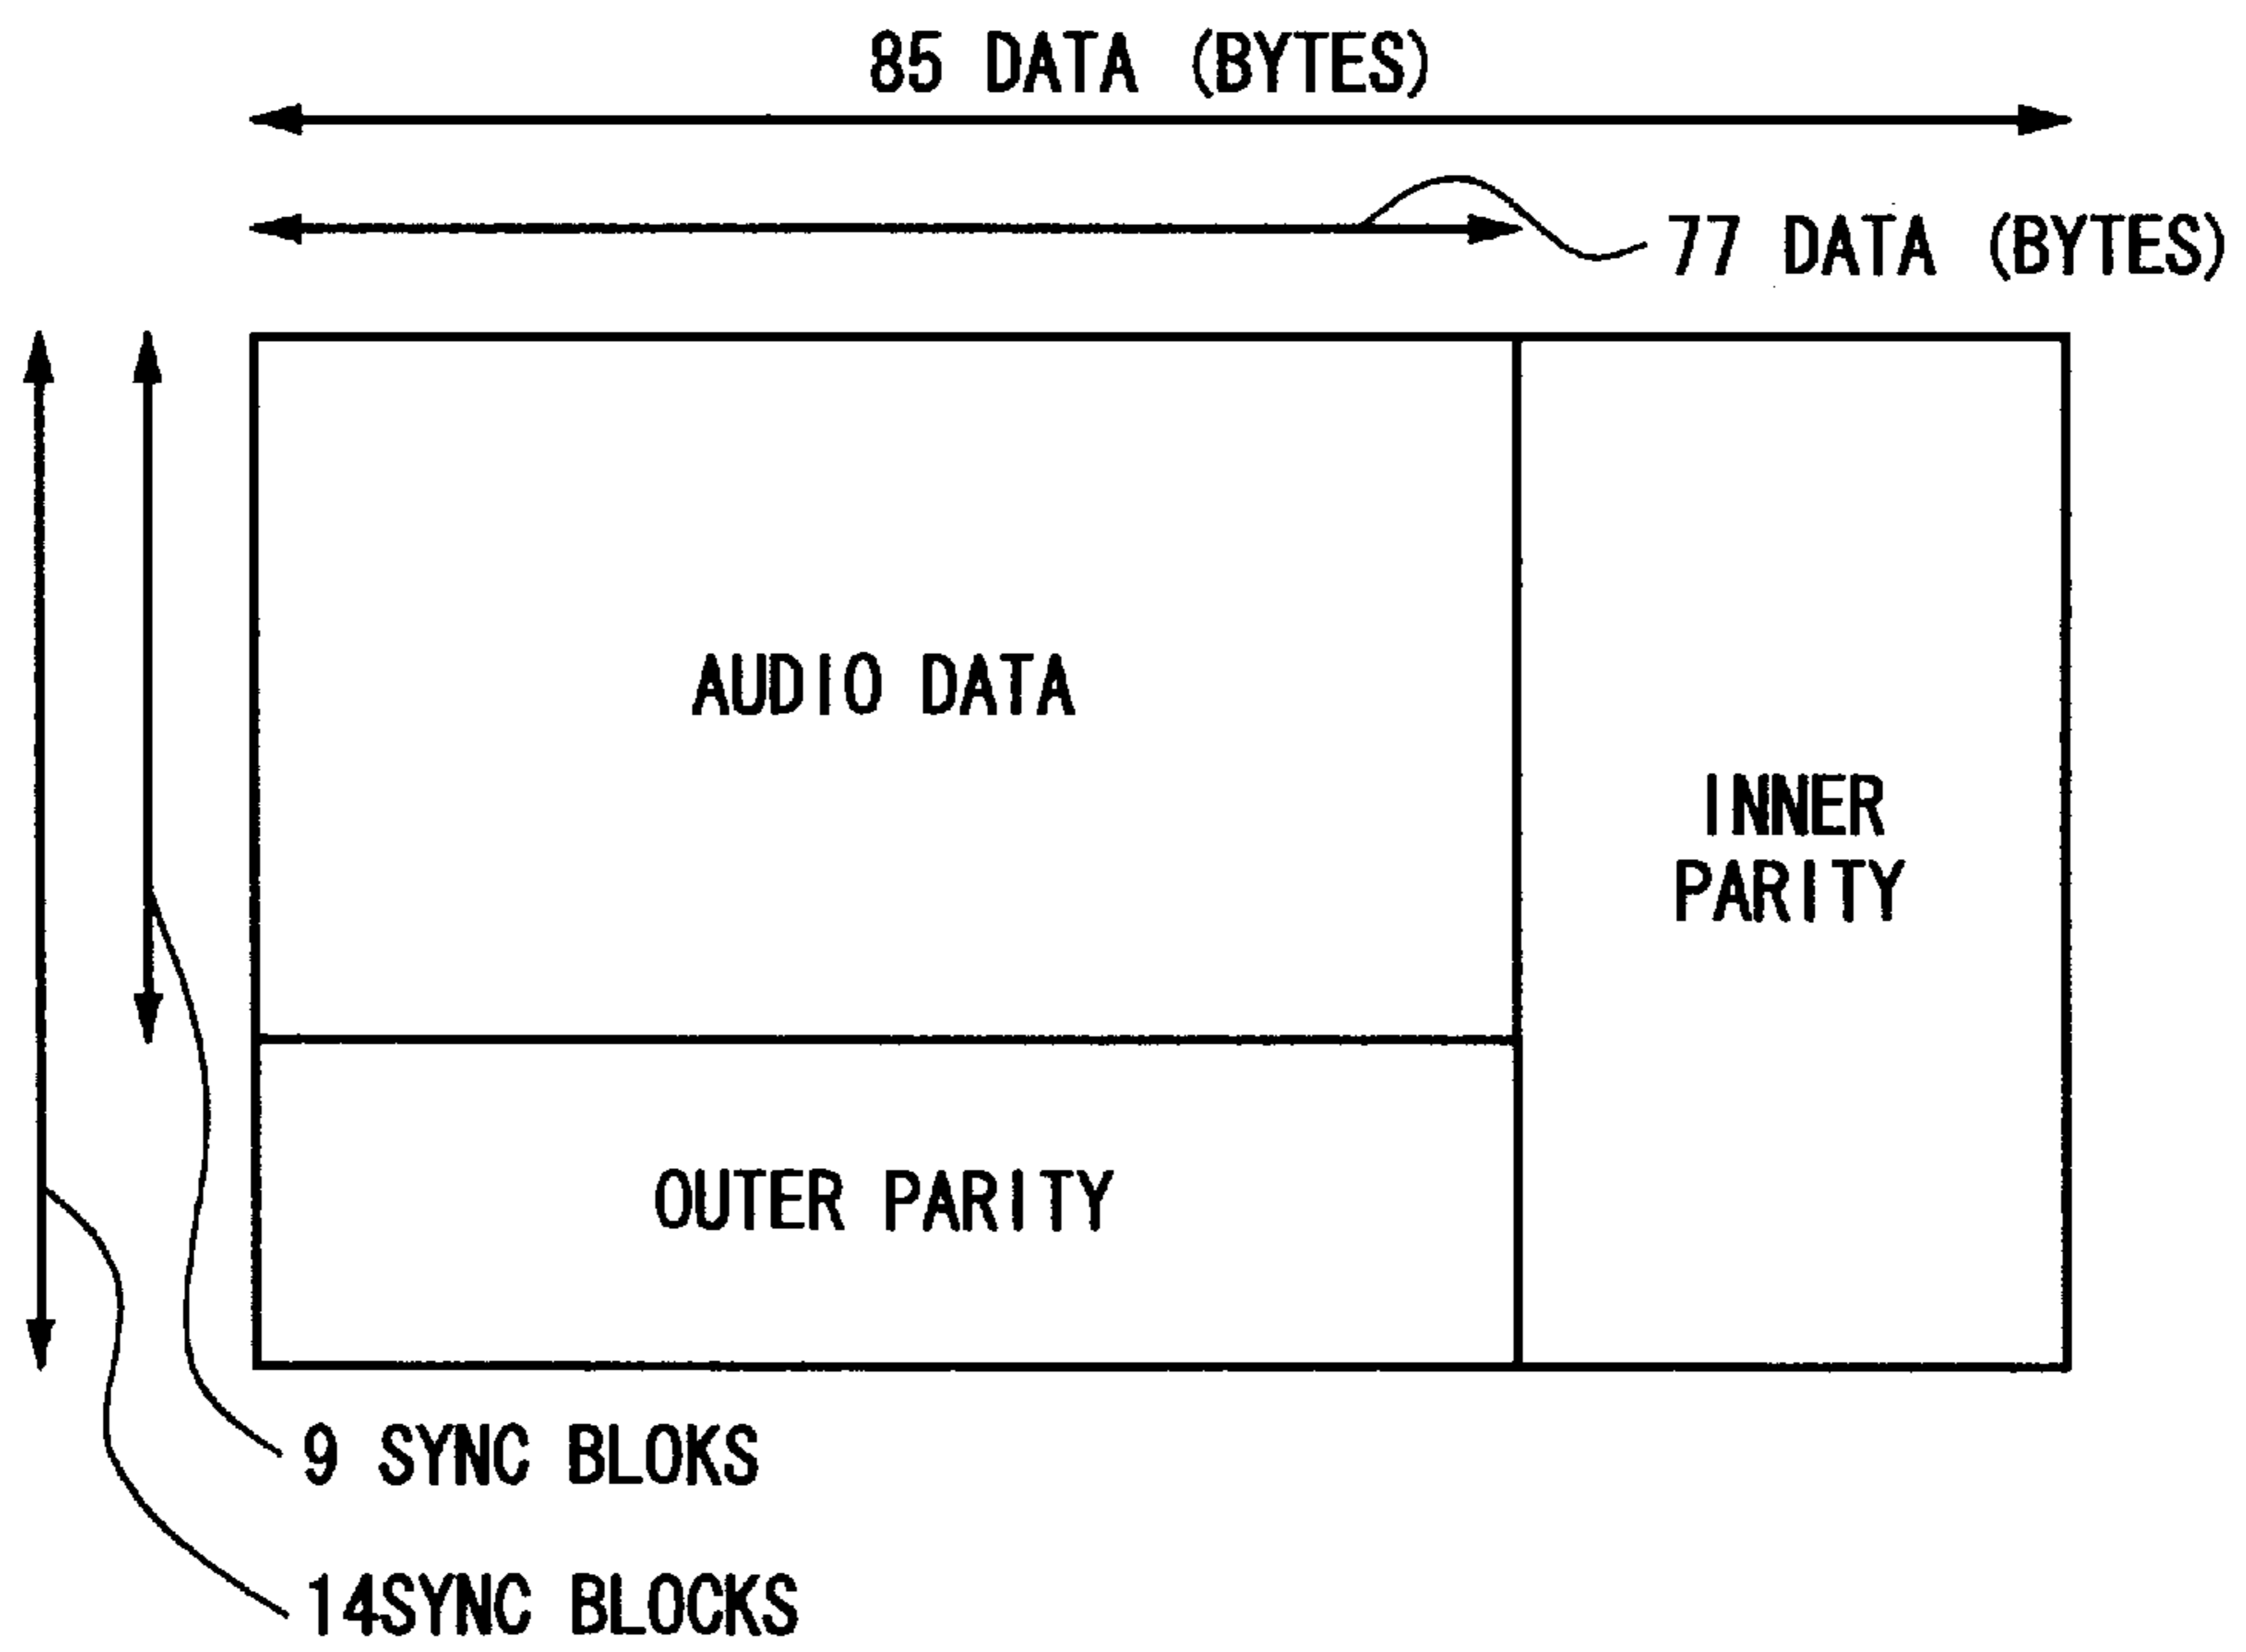 85 DATA (BYTES)
77 DATA (BYTES)
AUDIO DATA
INNER
PARITY
OUTER PARITY
9 SYNC BLOKS
14SYNC BLOCKS